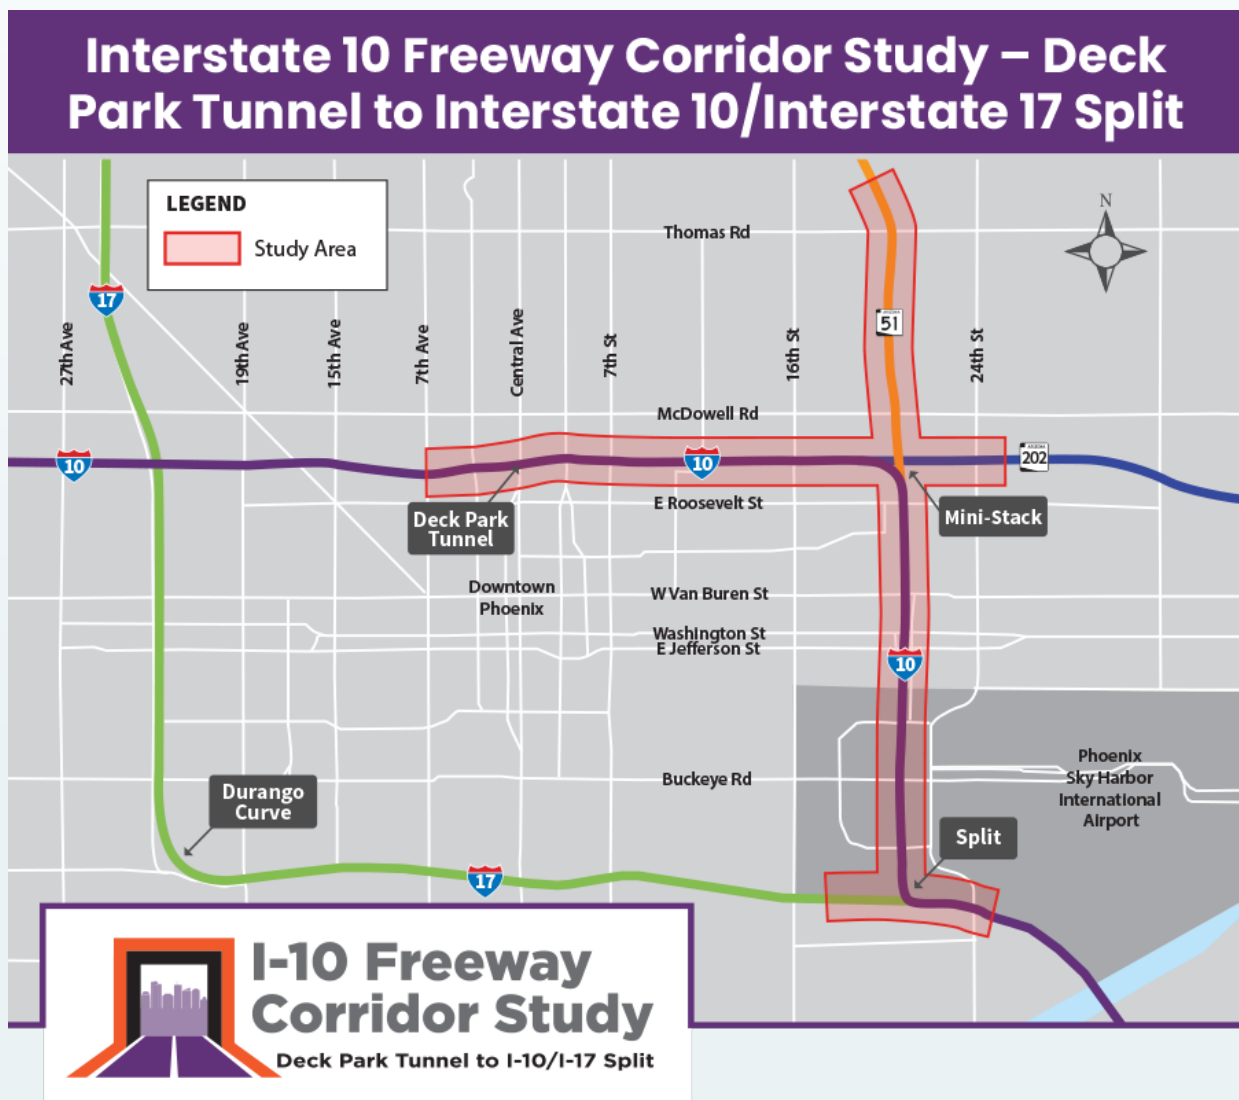 Interstate 10 Freeway Corridor Study – Deck
Park Tunnel to Interstate 10/Interstate 17 Split
LEGEND
Study Area
N
Thomas Rd
17
51
27th Ave
19th Ave
15th Ave
7th Ave
Central Ave
7th St
16th St
24th St
McDowell Rd
10
10
ARIZONA
202
E Roosevelt St
Deck Park
Tunnel
Mini-Stack
Downtown
Phoenix
W Van Buren St
Washington St
E Jefferson St
10
Phoenix
Sky Harbor
International
Airport
Buckeye Rd
Durango
Curve
Split
17
I-10 Freeway
Corridor Study
Deck Park Tunnel to I-10/I-17 Split